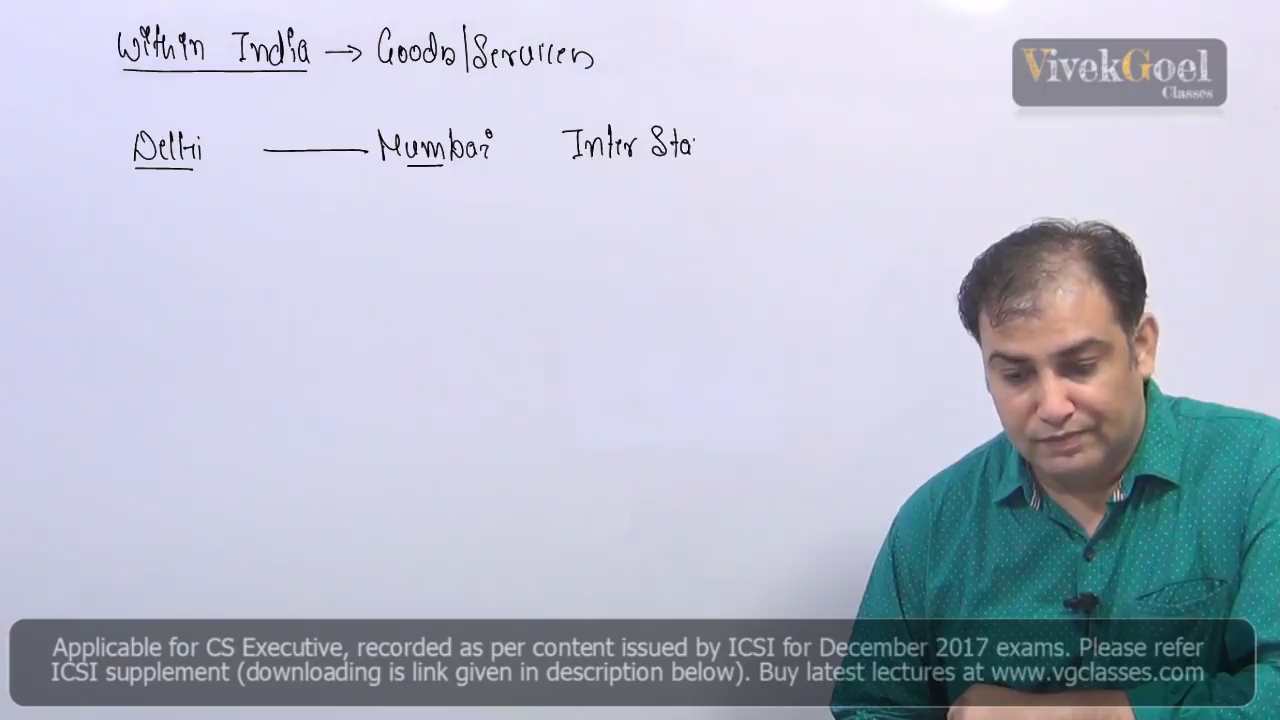 Within India → Goods/Services
VivekGoel
Classes
Delhi —— Mumbai Inter Sta
Applicable for CS Executive, recorded as per content issued by ICSI for December 2017 exams. Please refer
ICSI supplement (downloading is link given in description below). Buy latest lectures at www.vgclasses.com